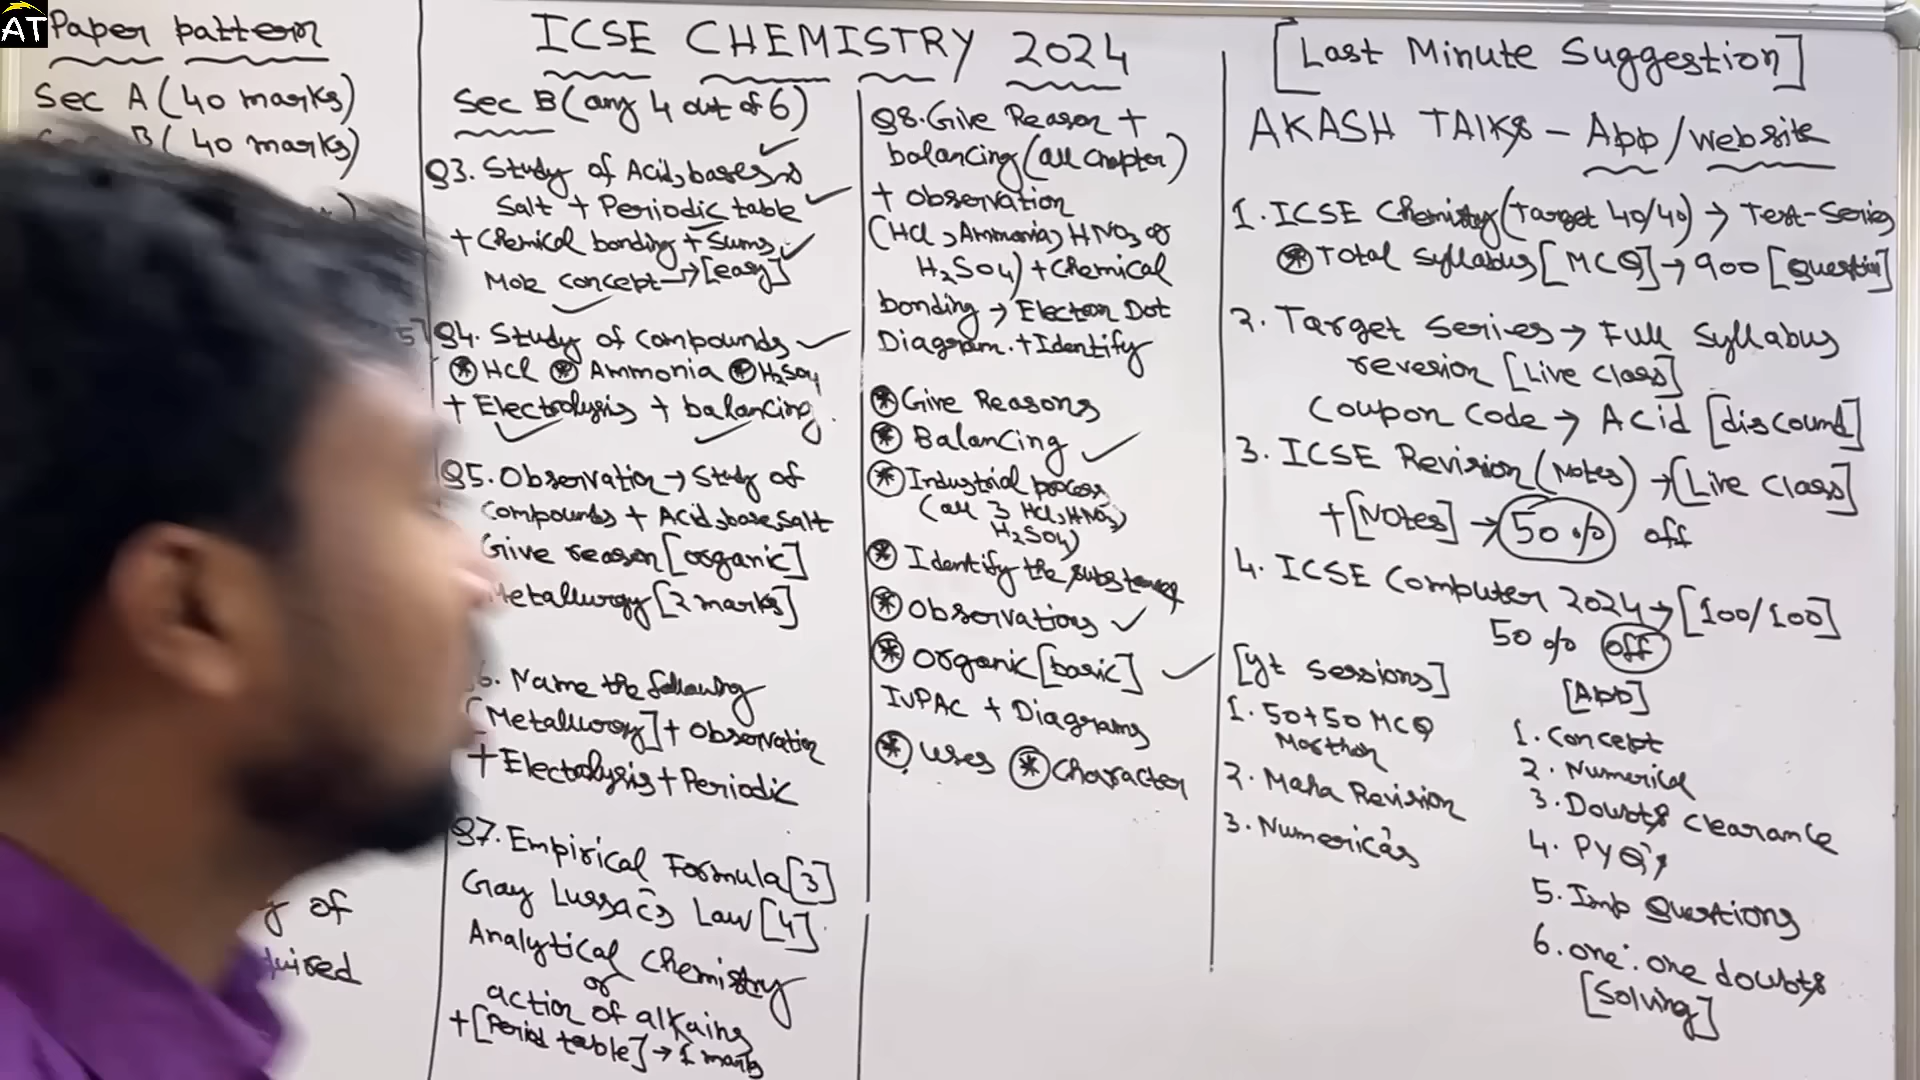 AT
Paper pattern
Sec A (40 marks)
B (40 marks)
of
ICSE CHEMISTRY 2024
Sec B (any 4 out of 6)
Q3. Study of Acid, bases &
Salt + Periodic table
+ Chemical bonding + Sums
Mole concept → [easy]
Q4. Study of Compounds
* HCl * Ammonia * H2SO4
+ Electrolysis + balancing.
Q5. Observation → Study of
Compounds + Acid, base, salt
Give reason [organic]
Metallurgy [2 marks]
6. Name the following
[Metallurgy] + Observation
+ Electrolysis + Periodic
Q7. Empirical Formula [3]
Gay Lussac's Law [4]
Analytical Chemistry
or
action of alkains
+ [Period table] → 1 marks
Q8. Give Reason +
balancing (all Chapter)
+ Observation
(HCl, Ammonia, HNO3 or
H2SO4) + Chemical
bonding → Electron Dot
Diagram. + Identify
* Give Reasons
* Balancing
* Industrial process
(all 3 HCl, HNO3,
H2SO4)
* Identify the substance
* Observations
* Organic [basic]
IUPAC + Diagrams
* Uses * Character
[Last Minute Suggestion]
AKASH TALKS - App / Website
1. ICSE Chemistry (Target 40/40) → Test-Series
* Total Syllabus [MCQ] → 900 [Question]
2. Target Series → Full Syllabus
revesion [Live Class]
Coupon Code → Acid [discount]
3. ICSE Revision (Notes) → [Live Class]
+ [Notes] → 50 % off
4. ICSE Computer 2024 → [100/100]
50 % off
[Yt Sessions]
1. 50+50 MCQ
Marthon
2. Maha Revision
3. Numericals
[App]
1. Concept
2. Numerical
3. Doubts Clearance
4. PYQ's
5. Imp Questions
6. One : One doubts
[Solving]